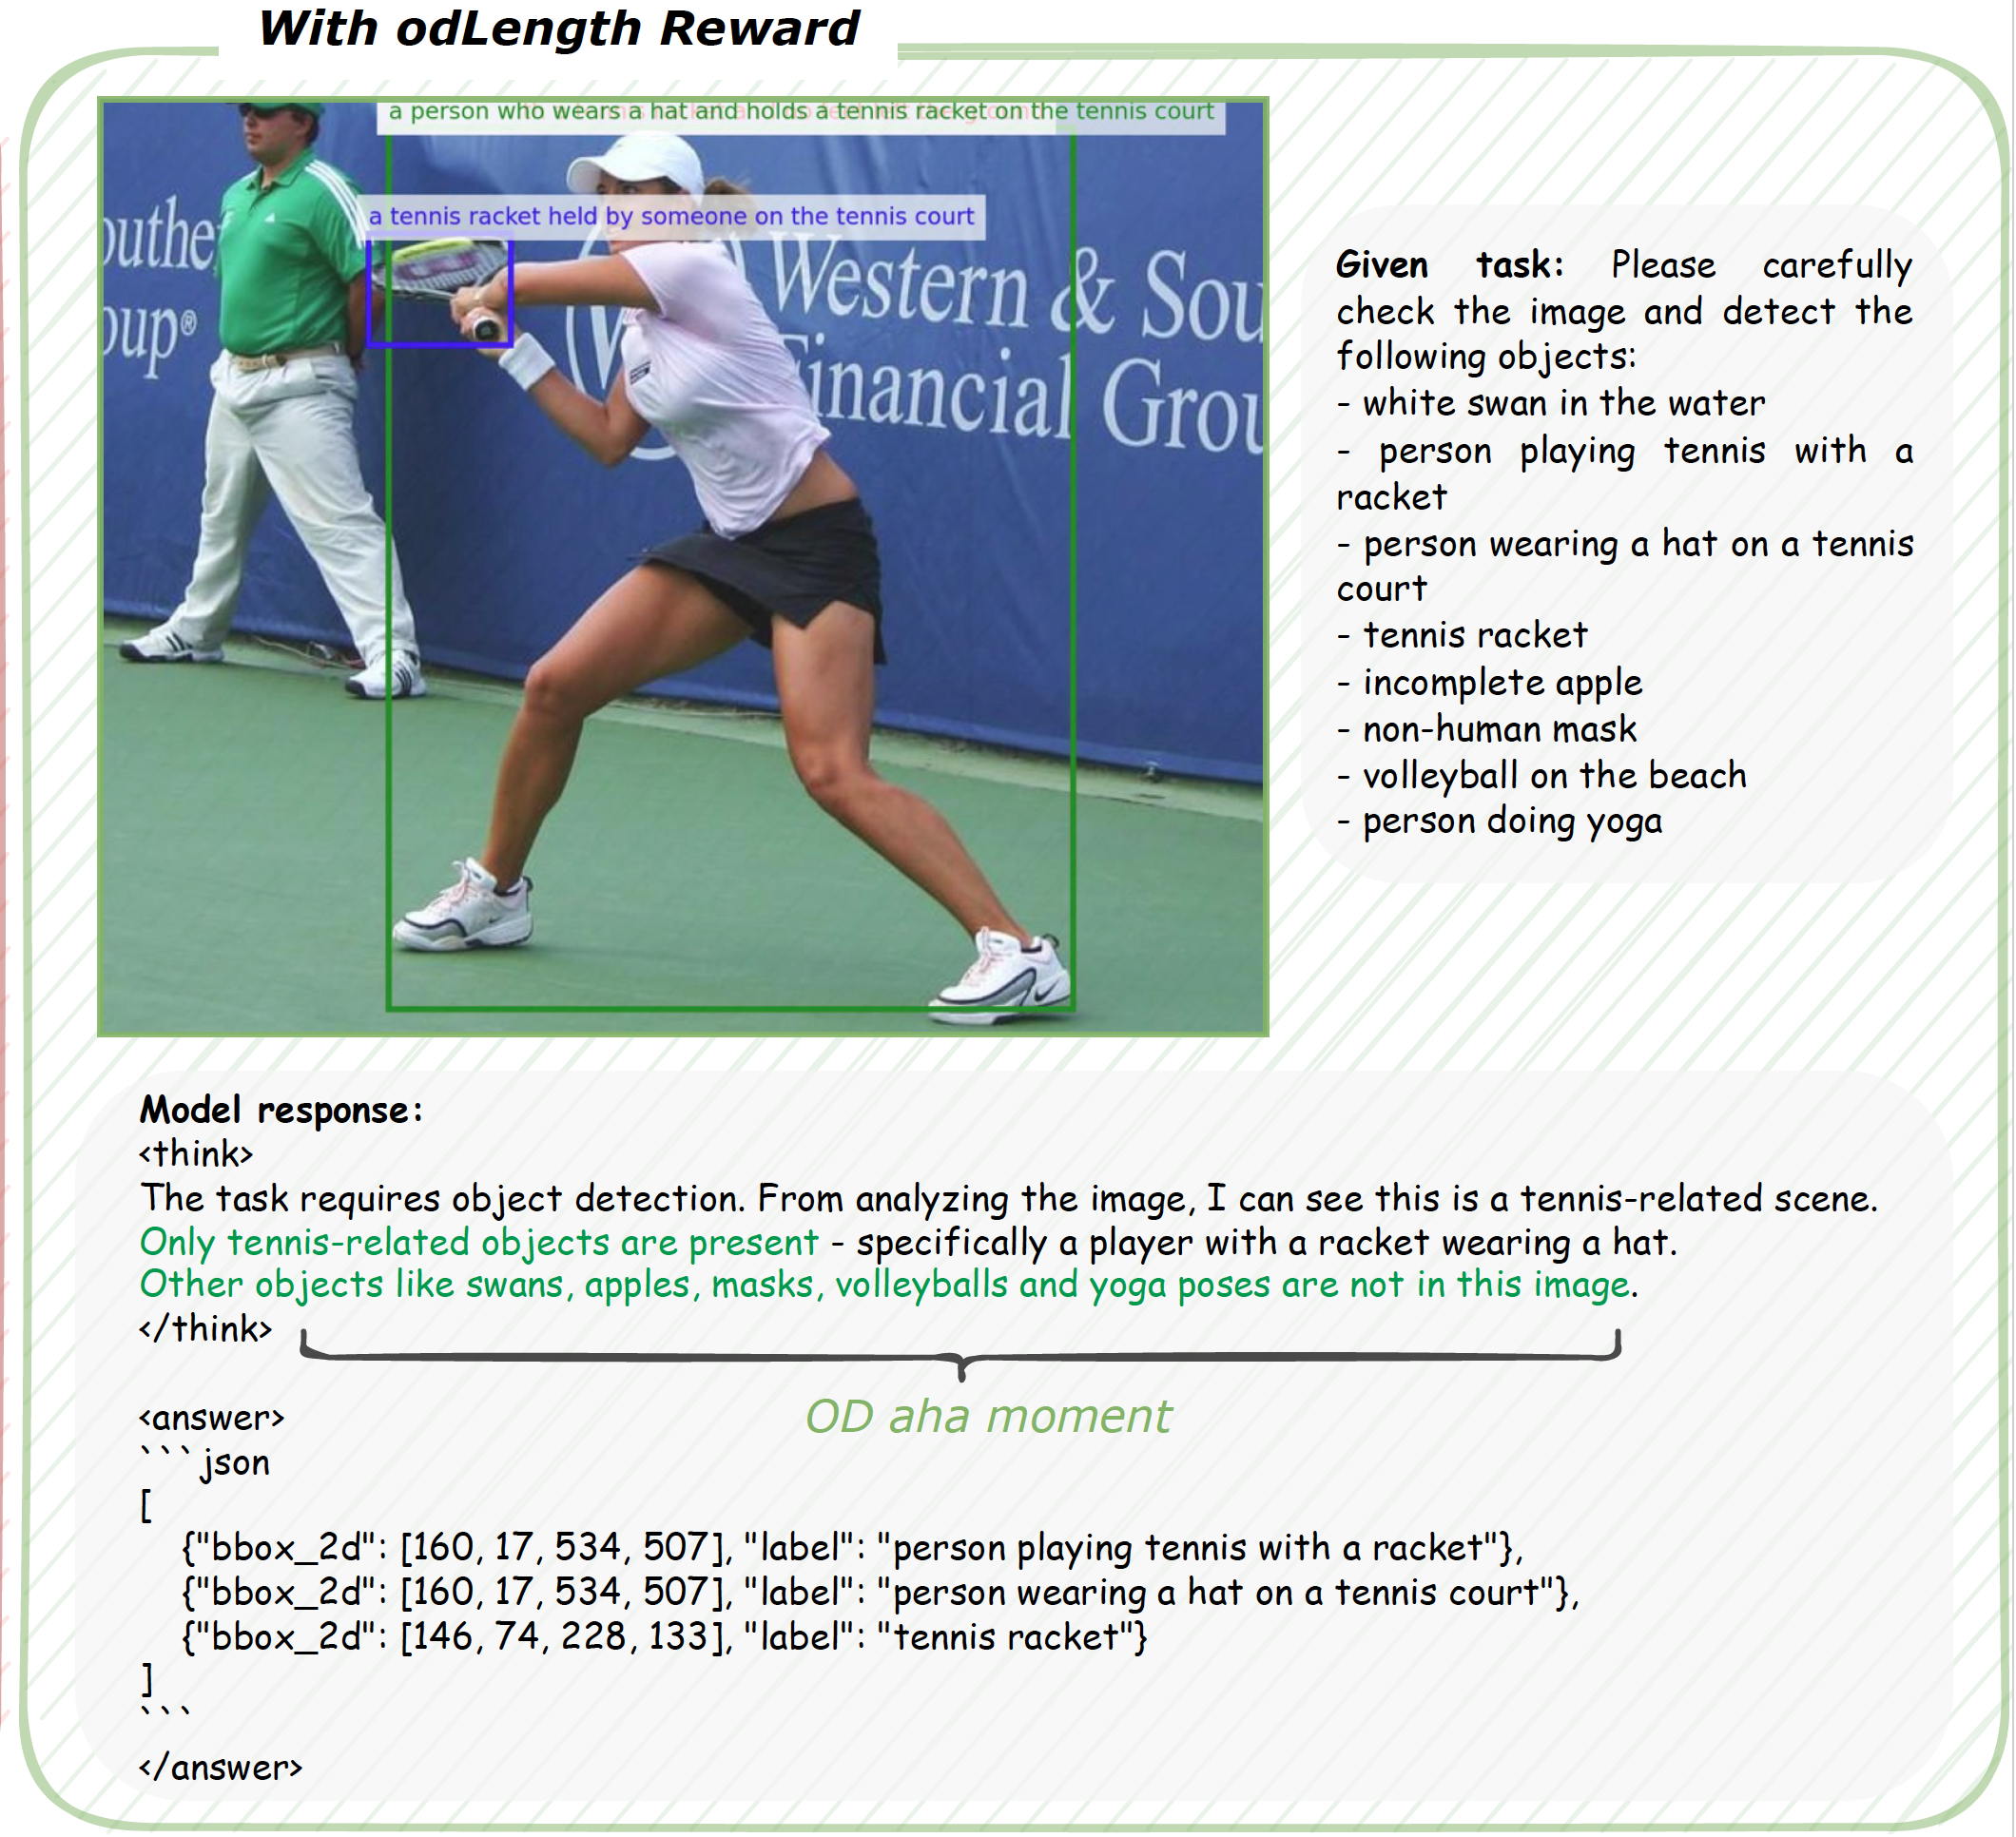 With odLength Reward
a person who wears a hat and holds a tennis racket on the tennis court
a tennis racket held by someone on the tennis court
outhe
oup®
W
Western & Sou
Financial Grou
Given task: Please carefully
check the image and detect the
following objects:
- white swan in the water
- person playing tennis with a
racket
- person wearing a hat on a tennis
court
- tennis racket
- incomplete apple
- non-human mask
- volleyball on the beach
- person doing yoga
Model response:
<think>
The task requires object detection. From analyzing the image, I can see this is a tennis-related scene.
Only tennis-related objects are present - specifically a player with a racket wearing a hat.
Other objects like swans, apples, masks, volleyballs and yoga poses are not in this image.
</think>
OD aha moment
<answer>
```json
[
{"bbox_2d": [160, 17, 534, 507], "label": "person playing tennis with a racket"},
{"bbox_2d": [160, 17, 534, 507], "label": "person wearing a hat on a tennis court"},
{"bbox_2d": [146, 74, 228, 133], "label": "tennis racket"}
]
```
</answer>